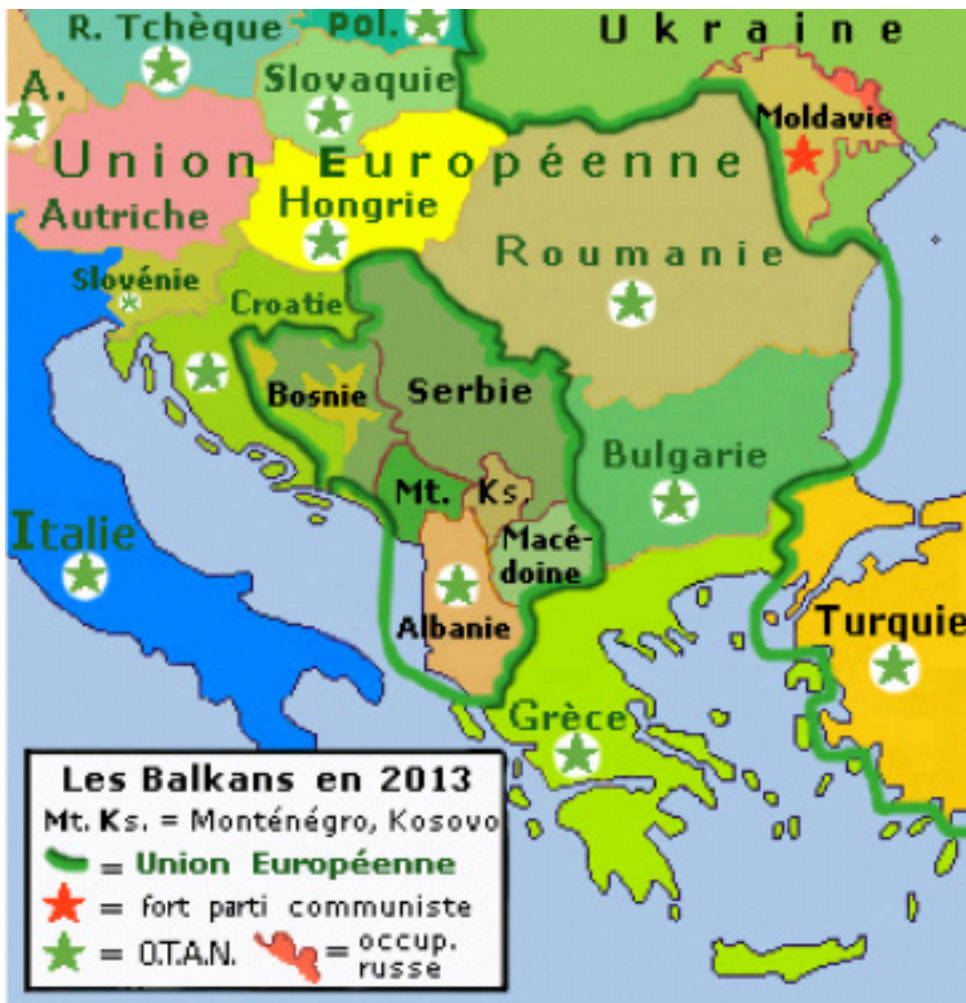 R. Tchèque
Pol.
Ukraine
A.
Slovaquie
Moldavie
Union Européenne
Hongrie
Autriche
Roumanie
Slovénie
Croatie
Bosnie
Serbie
Bulgarie
Mt.
Ks.
Italie
Macé-
doine
Albanie
Turquie
Grèce
Les Balkans en 2013
Mt. Ks. = Monténégro, Kosovo
= Union Européenne
= fort parti communiste
= O.T.A.N.
= occup.
russe